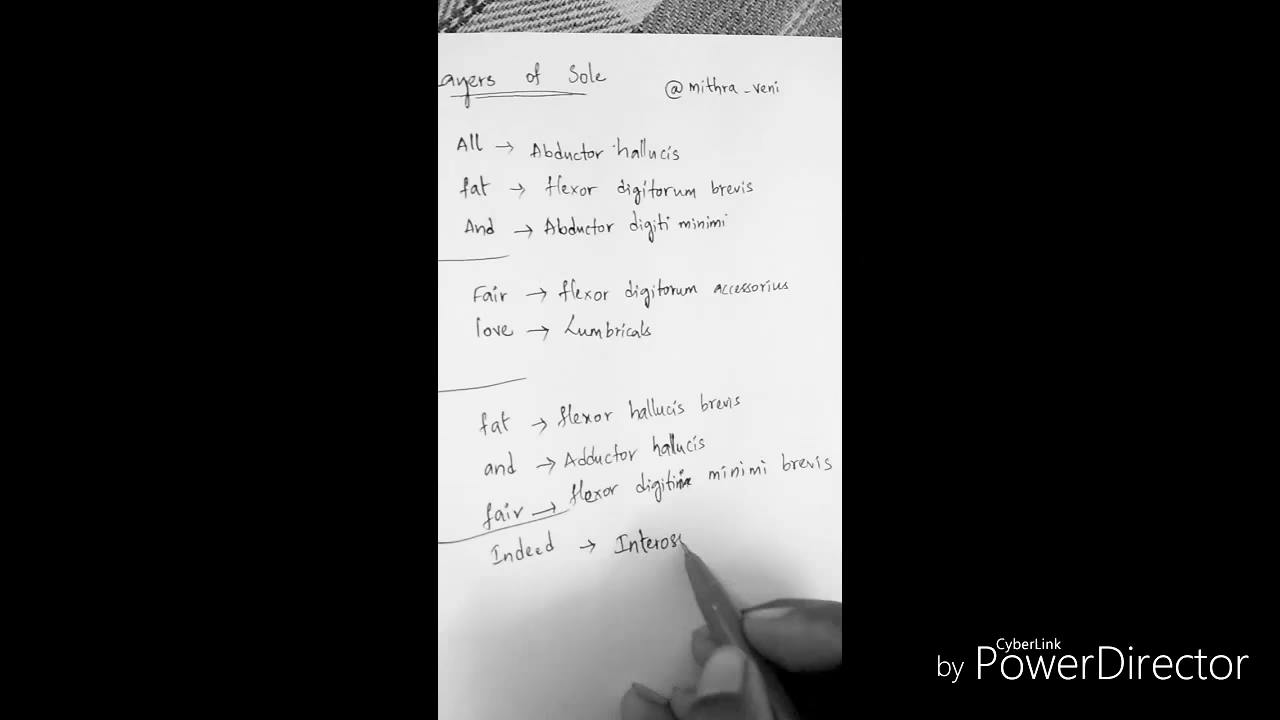 ayers of Sole
@mithra_veni
All → Abductor hallucis
fat → flexor digitorum brevis
And → Abductor digiti minimi
Fair → flexor digitorum accessorius
love → Lumbricals
fat → flexor hallucis brevis
and → Adductor hallucis
fair → flexor digiti minimi brevis
Indeed → Inteross
CyberLink
by PowerDirector